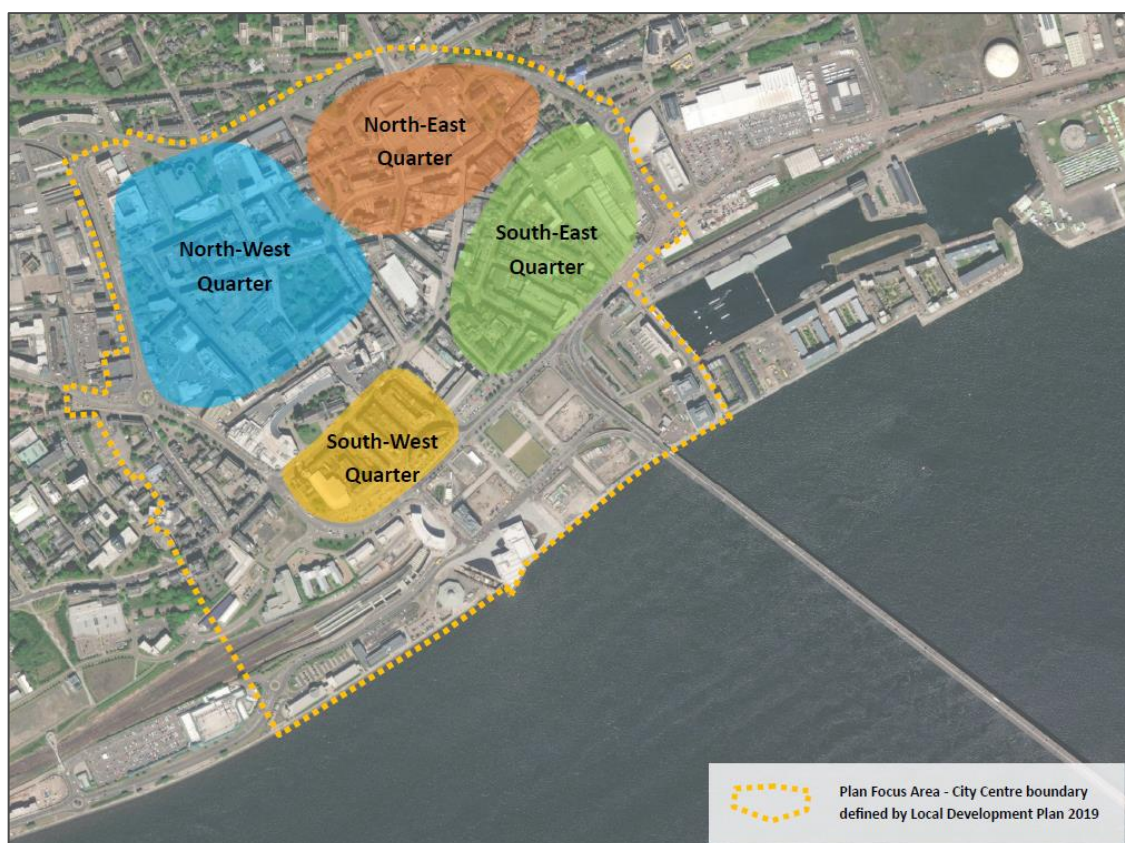 North-East
Quarter
North-West
Quarter
South-East
Quarter
South-West
Quarter
Plan Focus Area - City Centre boundary
defined by Local Development Plan 2019